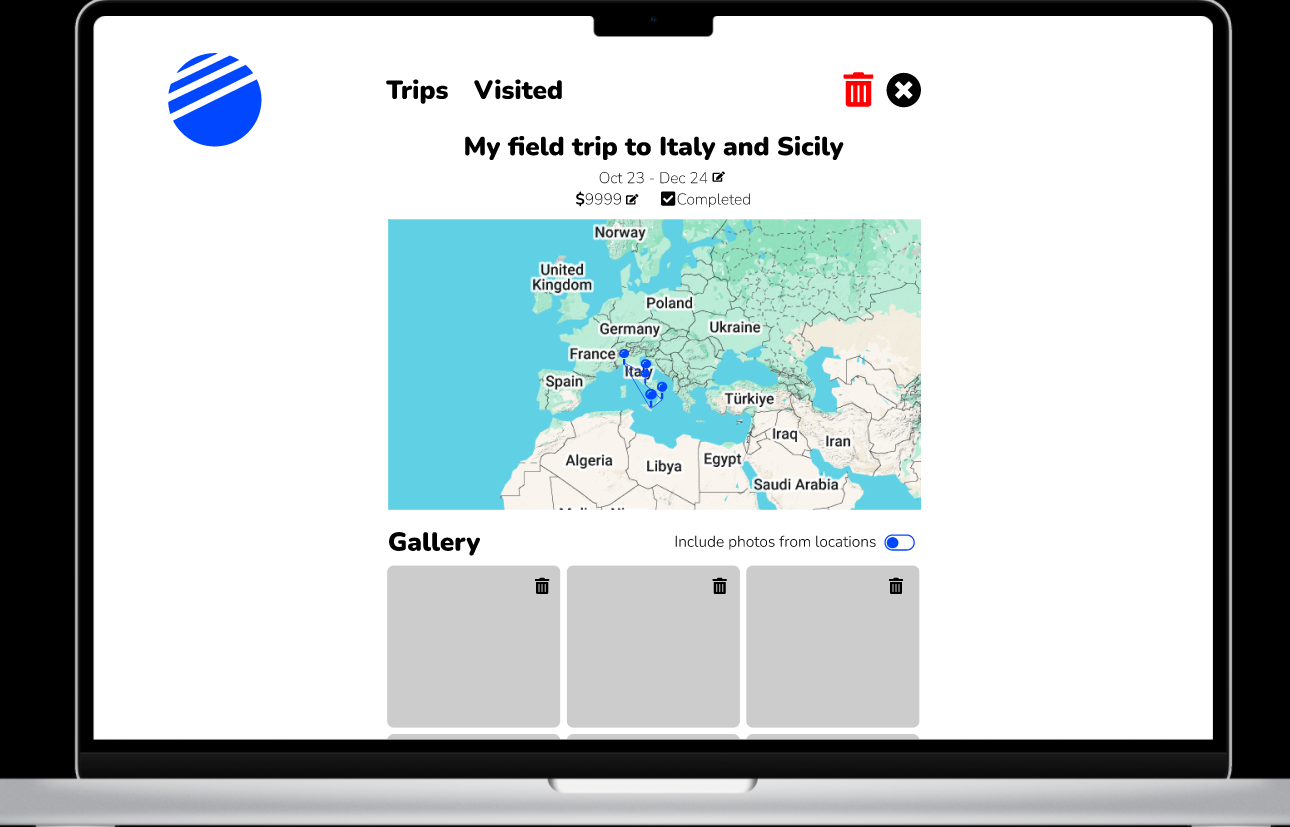 Trips Visited
My field trip to Italy and Sicily
Oct 23 - Dec 24
$9999 Completed
Norway
United
Kingdom
Poland
Germany
Ukraine
France
Italy
Spain
Türkiye
Iraq
Iran
Algeria
Libya
Egypt
Saudi Arabia
Gallery
Include photos from locations